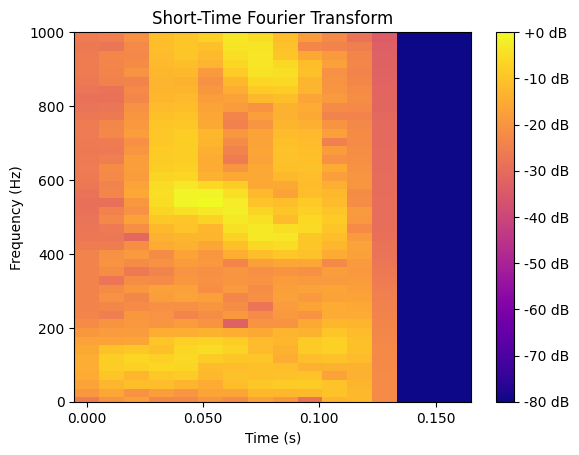 Short-Time Fourier Transform
1000
800
600
400
200
0
Frequency (Hz)
0.000
0.050
0.100
0.150
Time (s)
+0 dB
-10 dB
-20 dB
-30 dB
-40 dB
-50 dB
-60 dB
-70 dB
-80 dB